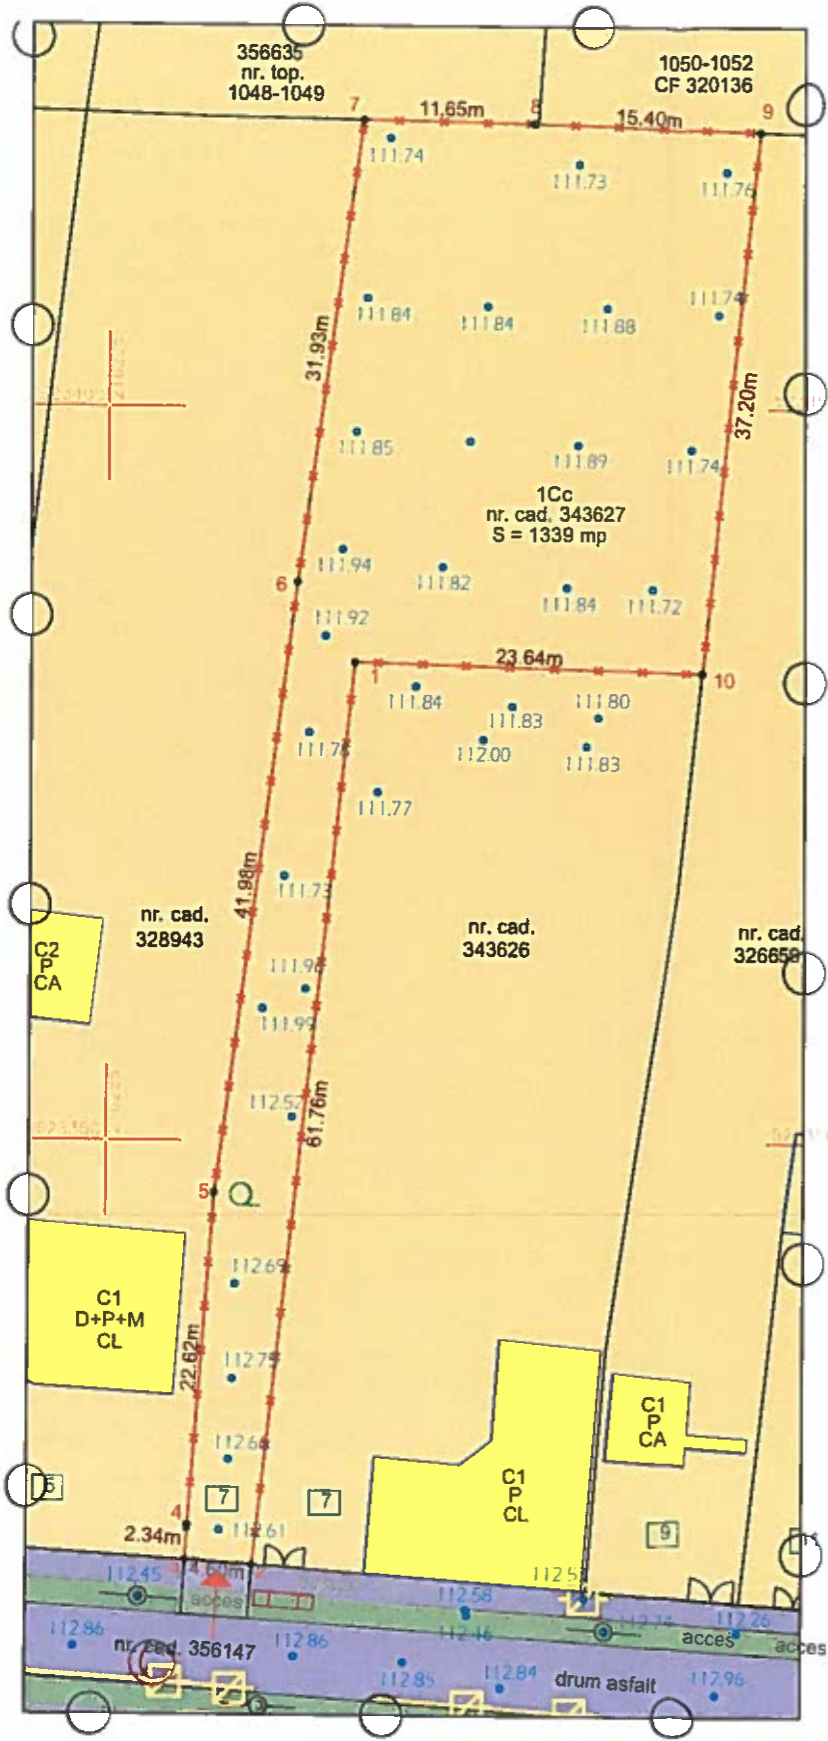 356635
nr. top.
1048-1049
1050-1052
CF 320136
7
11.65m
8
15.40m
9
111.74
111.73
111.76
111.84
111.84
111.88
111.74
31.93m
37.20m
111.85
111.89
111.74
1Cc
nr. cad. 343627
S = 1339 mp
111.94
111.82
111.84
111.72
6
111.92
23.64m
1
10
111.84
111.83
111.80
112.00
111.83
111.77
41.98m
111.73
nr. cad.
328943
nr. cad.
343626
nr. cad.
326658
C2
P
CA
111.99
112.52
61.76m
5
112.69
C1
D+P+M
CL
22.62m
112.75
112.64
C1
P
CA
C1
P
CL
6
7
7
9
4
2.34m
112.61
4.60m
2
112.45
acces
112.58
112.46
112.26
acces
acces
112.86
nr. cad. 356147
112.86
112.85
112.84
drum asfalt
112.96